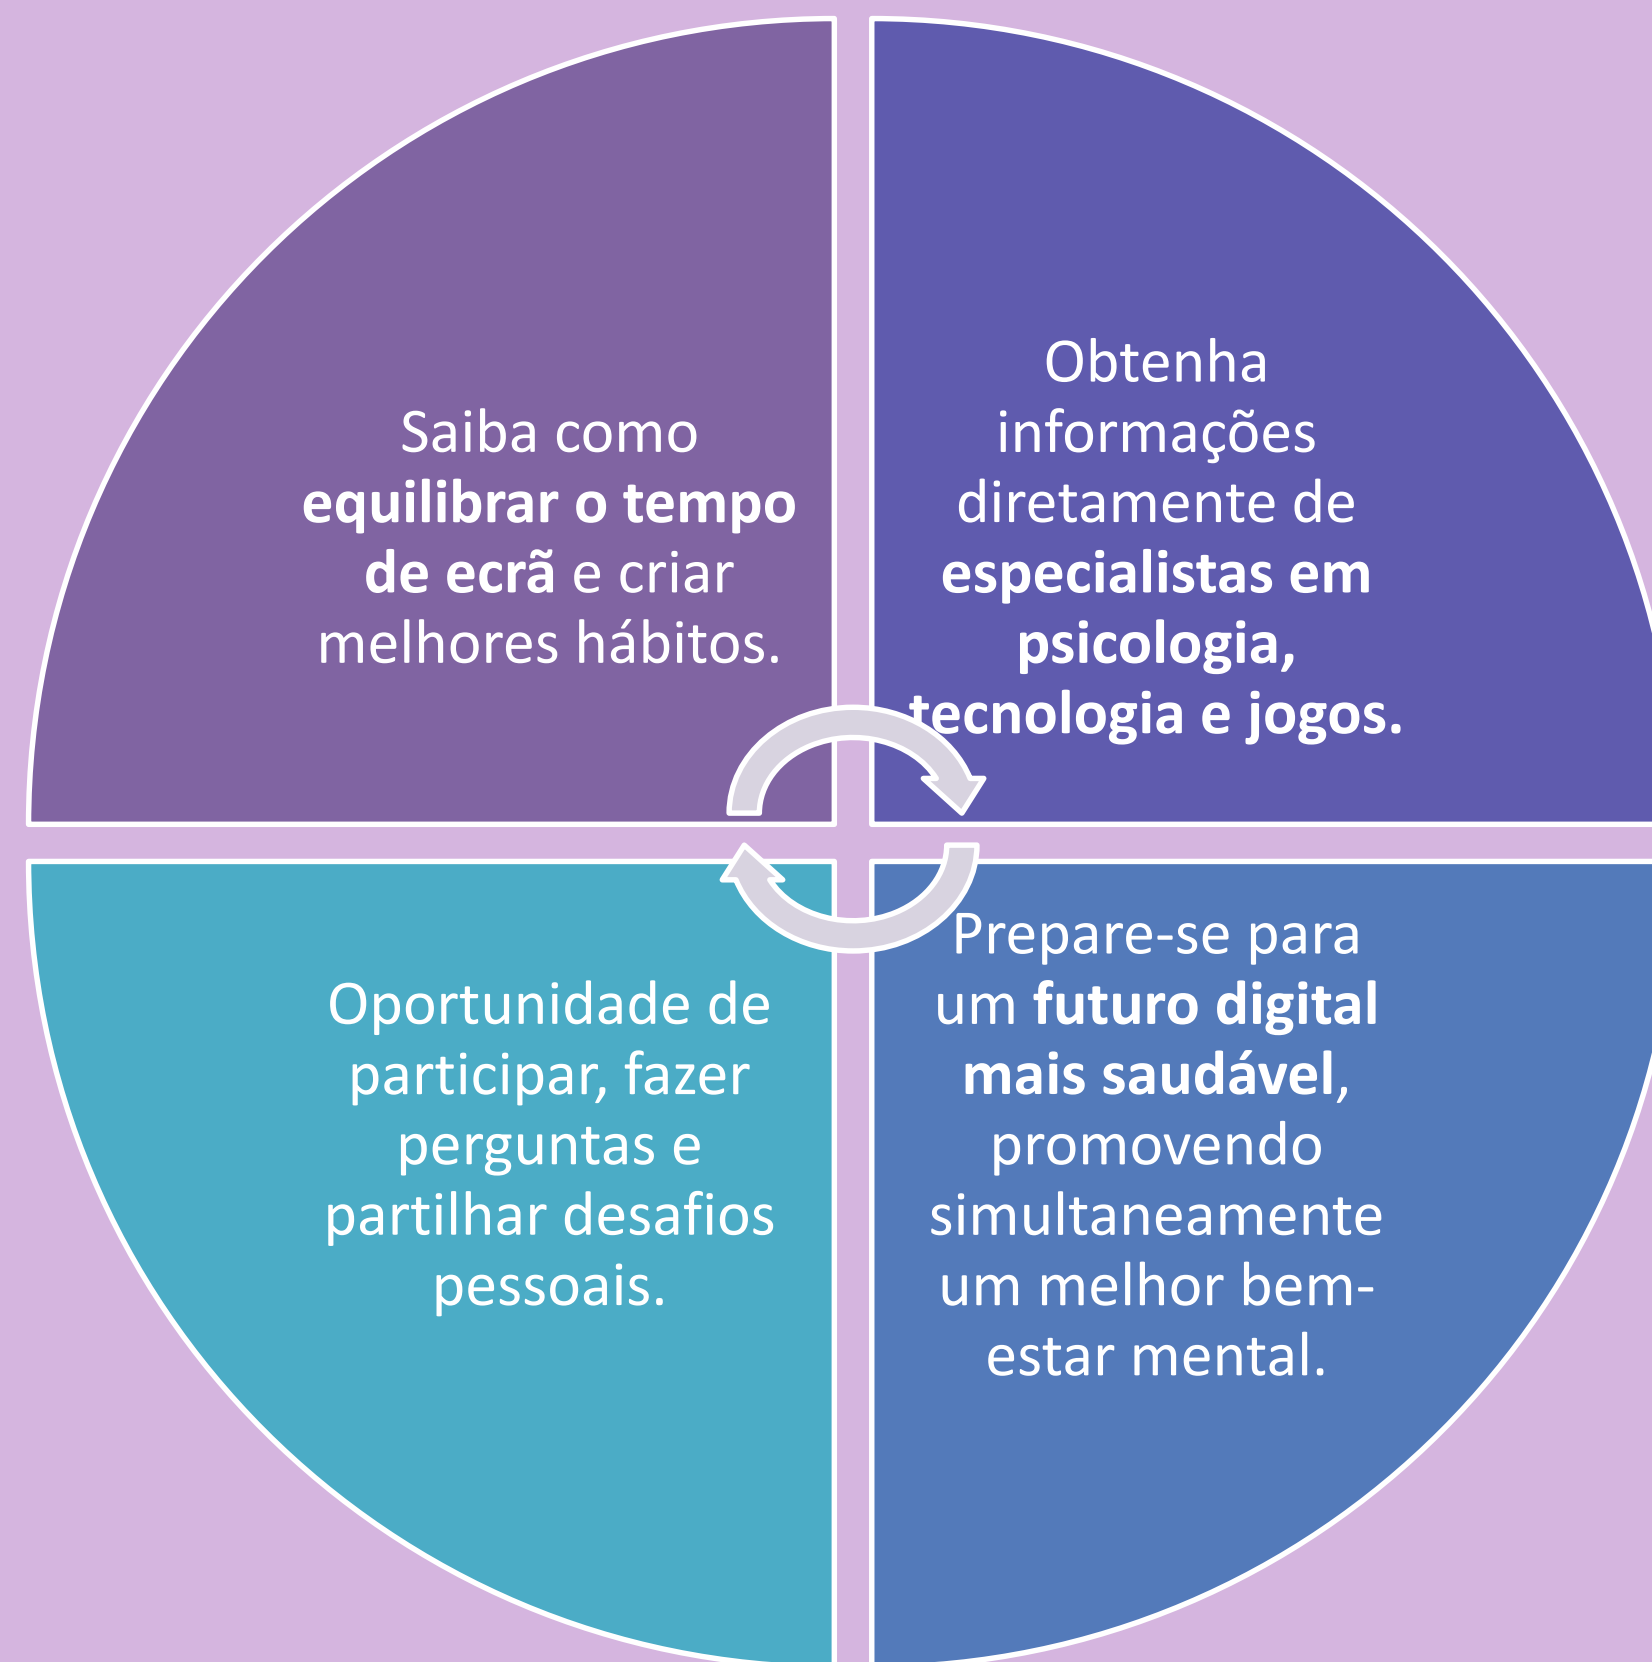 Saiba como
equilibrar o tempo
de ecrã e criar
melhores hábitos.
Obtenha
informações
diretamente de
especialistas em
psicologia,
tecnologia e jogos.
Oportunidade de
participar, fazer
perguntas e
partilhar desafios
pessoais.
Prepare-se para
um futuro digital
mais saudável,
promovendo
simultaneamente
um melhor bem-
estar mental.